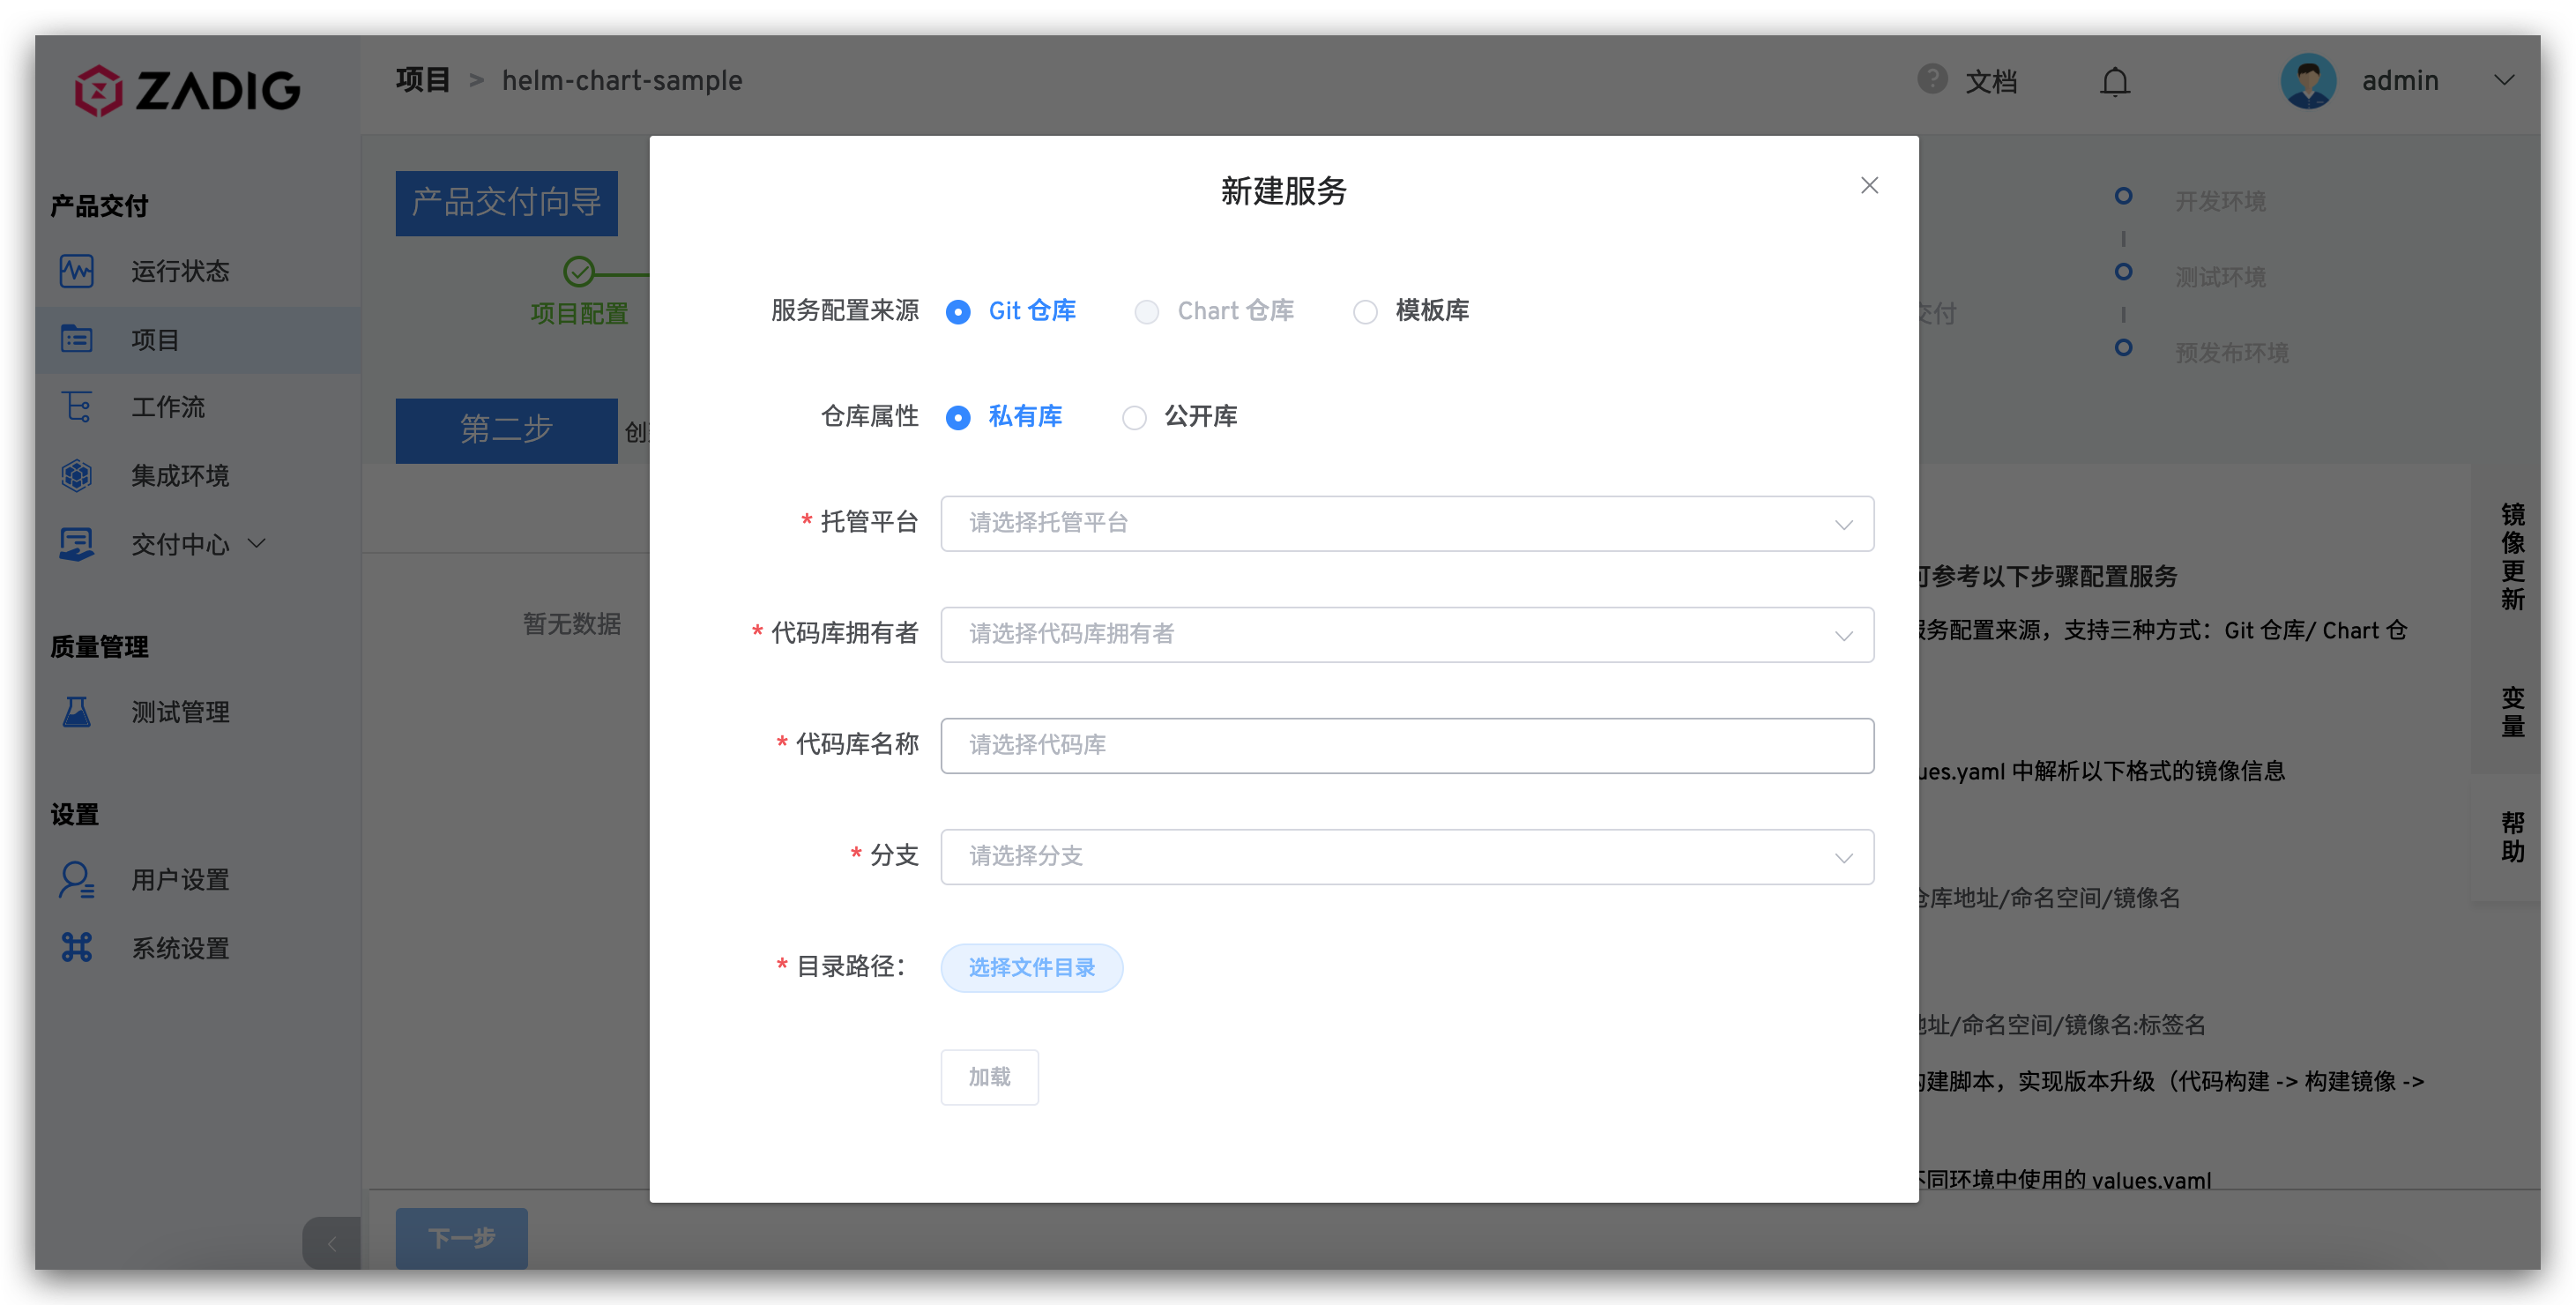 ZADIG
项目 > helm-chart-sample
? 文档
admin
产品交付
运行状态
项目
工作流
集成环境
交付中心
质量管理
测试管理
设置
用户设置
系统设置
产品交付向导
项目配置
第二步
暂无数据
下一步
新建服务
服务配置来源 Git 仓库 Chart 仓库 模板库
仓库属性 私有库 公开库
* 托管平台 请选择托管平台
* 代码库拥有者 请选择代码库拥有者
* 代码库名称 请选择代码库
* 分支 请选择分支
* 目录路径： 选择文件目录
加载
交付
开发环境
测试环境
预发布环境
可参考以下步骤配置服务
服务配置来源，支持三种方式：Git 仓库/ Chart 仓
ues.yaml 中解析以下格式的镜像信息
仓库地址/命名空间/镜像名
地址/命名空间/镜像名:标签名
构建脚本，实现版本升级（代码构建 -> 构建镜像 ->
不同环境中使用的 values.yaml
镜像更新
变量
帮助